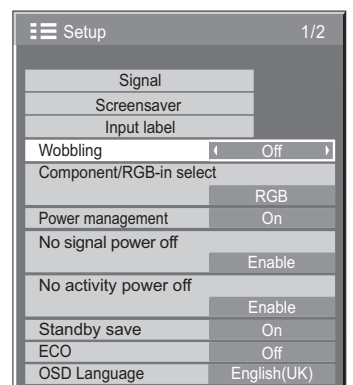 Setup 1/2
Signal
Screensaver
Input label
Wobbling Off
Component/RGB-in select
RGB
Power management On
No signal power off
Enable
No activity power off
Enable
Standby save On
ECO Off
OSD Language English(UK)